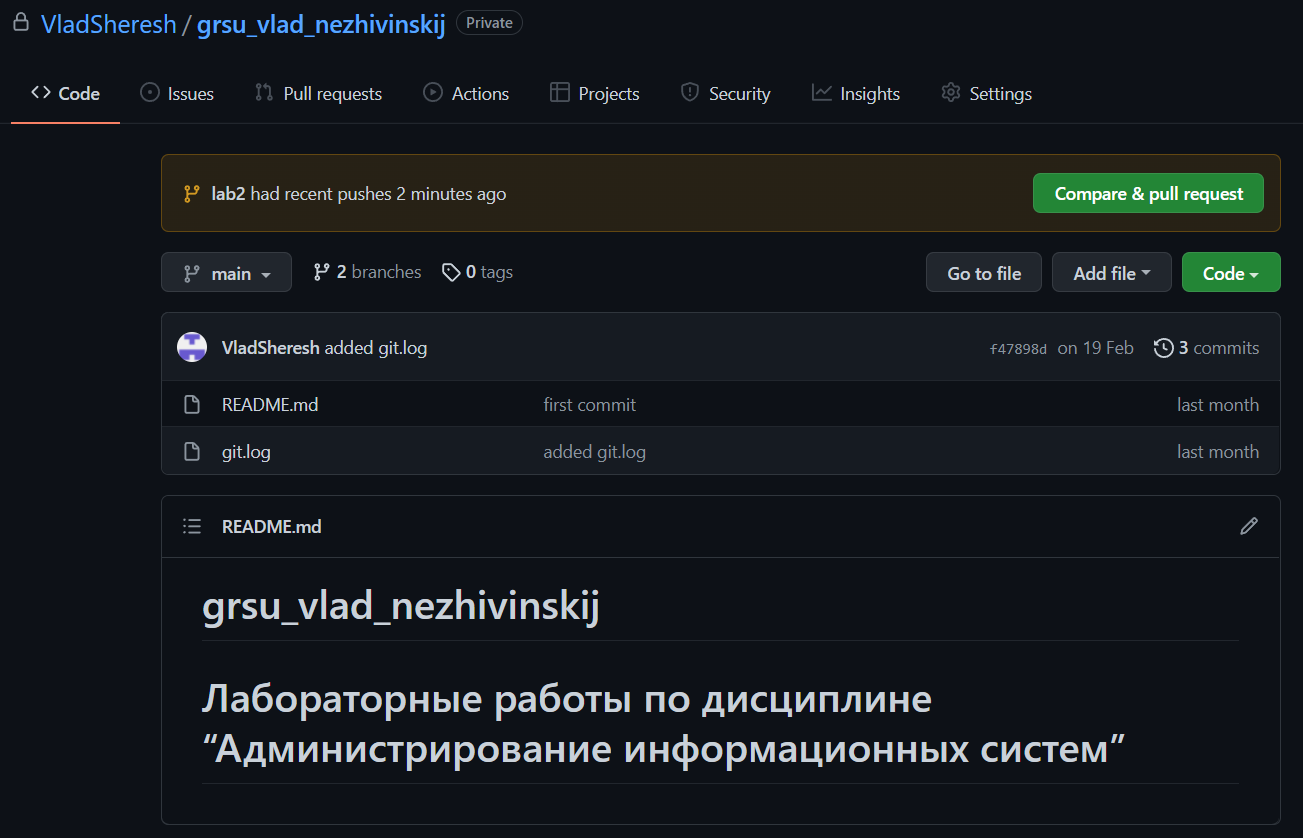 VladSheresh / grsu_vlad_nezhivinskij Private
Code Issues Pull requests Actions Projects Security Insights Settings
lab2 had recent pushes 2 minutes ago Compare & pull request
main 2 branches 0 tags Go to file Add file Code
VladSheresh added git.log f47898d on 19 Feb 3 commits
README.md first commit last month
git.log added git.log last month
README.md
grsu_vlad_nezhivinskij
Лабораторные работы по дисциплине
“Администрирование информационных систем”